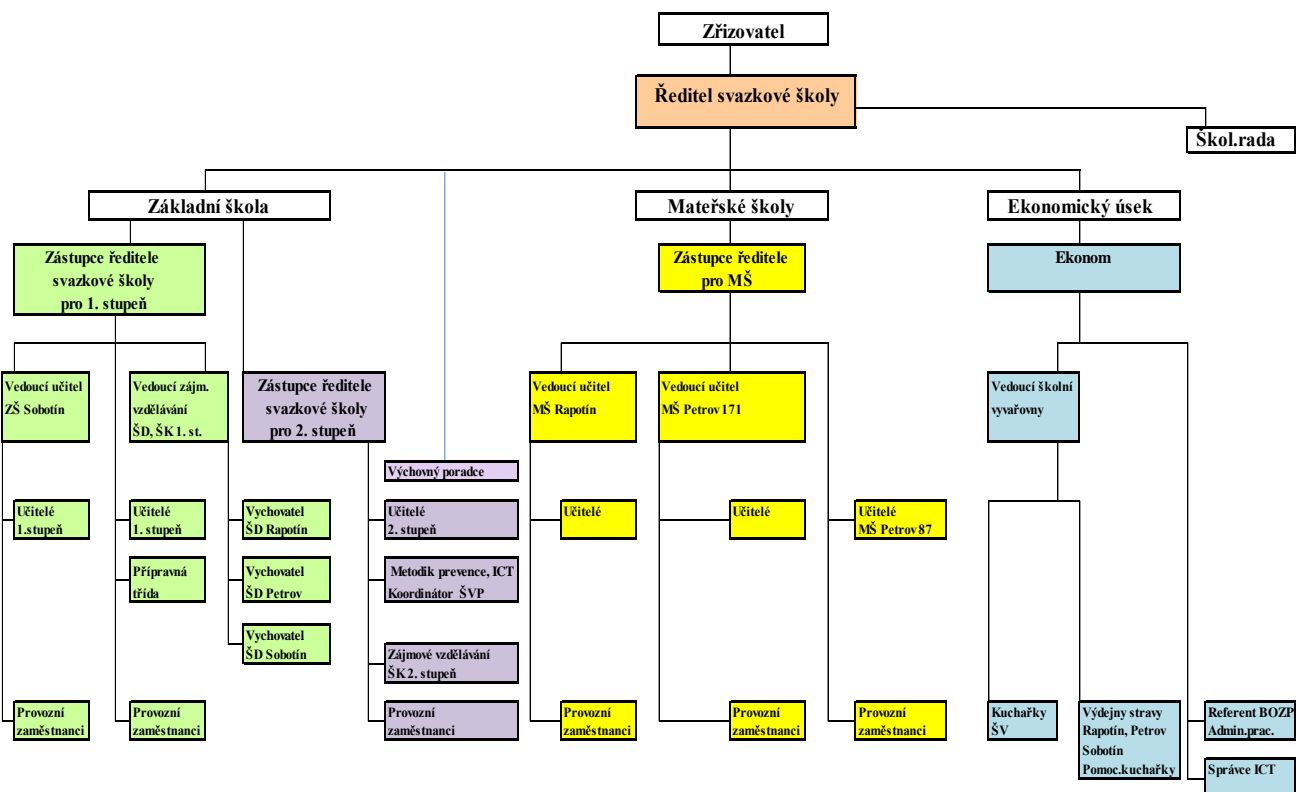 Zřizovatel
Ředitel svazkové školy
Škol.rada
Základní škola
Mateřské školy
Ekonomický úsek
Zástupce ředitele
svazkové školy
pro 1. stupeň
Zástupce ředitele
pro MŠ
Ekonom
Vedoucí učitel
ZŠ Sobotín
Vedoucí zájm.
vzdělávání
ŠD, ŠK 1. st.
Zástupce ředitele
svazkové školy
pro 2. stupeň
Vedoucí učitel
MŠ Rapotín
Vedoucí učitel
MŠ Petrov 171
Vedoucí školní
vyvařovny
Výchovný poradce
Učitelé
1.stupeň
Učitelé
1. stupeň
Vychovatel
ŠD Rapotín
Učitelé
2. stupeň
Učitelé
Učitelé
Učitelé
MŠ Petrov 87
Přípravná
třída
Vychovatel
ŠD Petrov
Metodik prevence, ICT
Koordinátor ŠVP
Vychovatel
ŠD Sobotín
Zájmové vzdělávání
ŠK 2. stupeň
Provozní
zaměstnanci
Provozní
zaměstnanci
Provozní
zaměstnanci
Provozní
zaměstnanci
Provozní
zaměstnanci
Provozní
zaměstnanci
Kuchařky
ŠV
Výdejny stravy
Rapotín, Petrov
Sobotín
Pomoc.kuchařky
Referent BOZP
Admin.prac.
Správce ICT